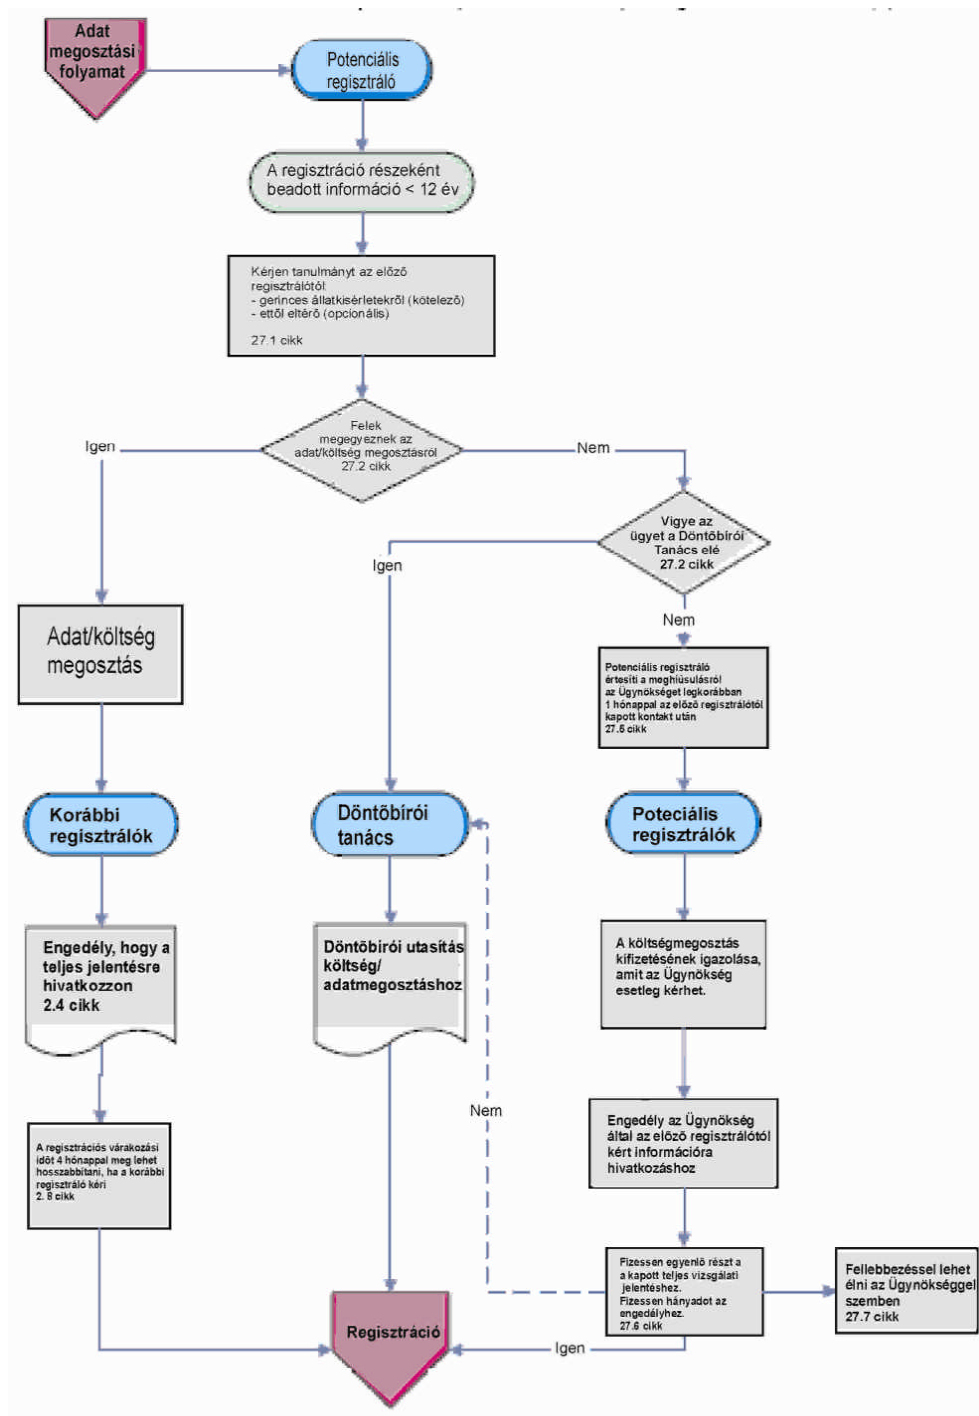 Adat
megosztási
folyamat
Potenciális
regisztráló
A regisztráció részeként
beadott információ < 12 év
Kérjen tanulmányt az előző
regisztrálótól
- gerinces állatkisérletekről (kötelező)
- ettől eltérő (opcionális)
27.1 cikk
Felek
megegyeznek az
adat/költség megosztásról
27.2 cikk
Igen
Nem
Vigye az
ügyet a Döntőbírói
Tanács elé
27.2 cikk
Igen
Nem
Adat/költség
megosztás
Potenciális regisztráló
értesíti a meghiúsulásról
az Ügynökséget legkorábban
1 hónappal az előző regisztrálótól
kapott kontakt után
27.5 cikk
Korábbi
regisztrálók
Döntõbírói
tanács
Poteciális
regisztrálók
Engedély, hogy a
teljes jelentésre
hivatkozzon
2.4 cikk
Döntõbirói utasítás
költség/
adatmegosztáshoz
A költségmegosztás
kifizetésének igazolása,
amit az Ügynökség
esetleg kérhet.
Nem
Engedély az Ügynökség
által az elõzõ regisztrálótól
kért információra
hivatkozáshoz
A regisztrációs várakozási
időt 4 hónappal meg lehet
hosszabbítani, ha a korábbi
regisztráló kéri
2. 8 cikk
Fizessen egyenlő részt a
a kapott teljes vizsgálati
jelentéshez.
Fizessen hányadot az
engedélyhez.
27.6 cikk
Fellebbezéssel lehet
élni az Ügynökséggel
szemben
27.7 cikk
Regisztráció
Igen